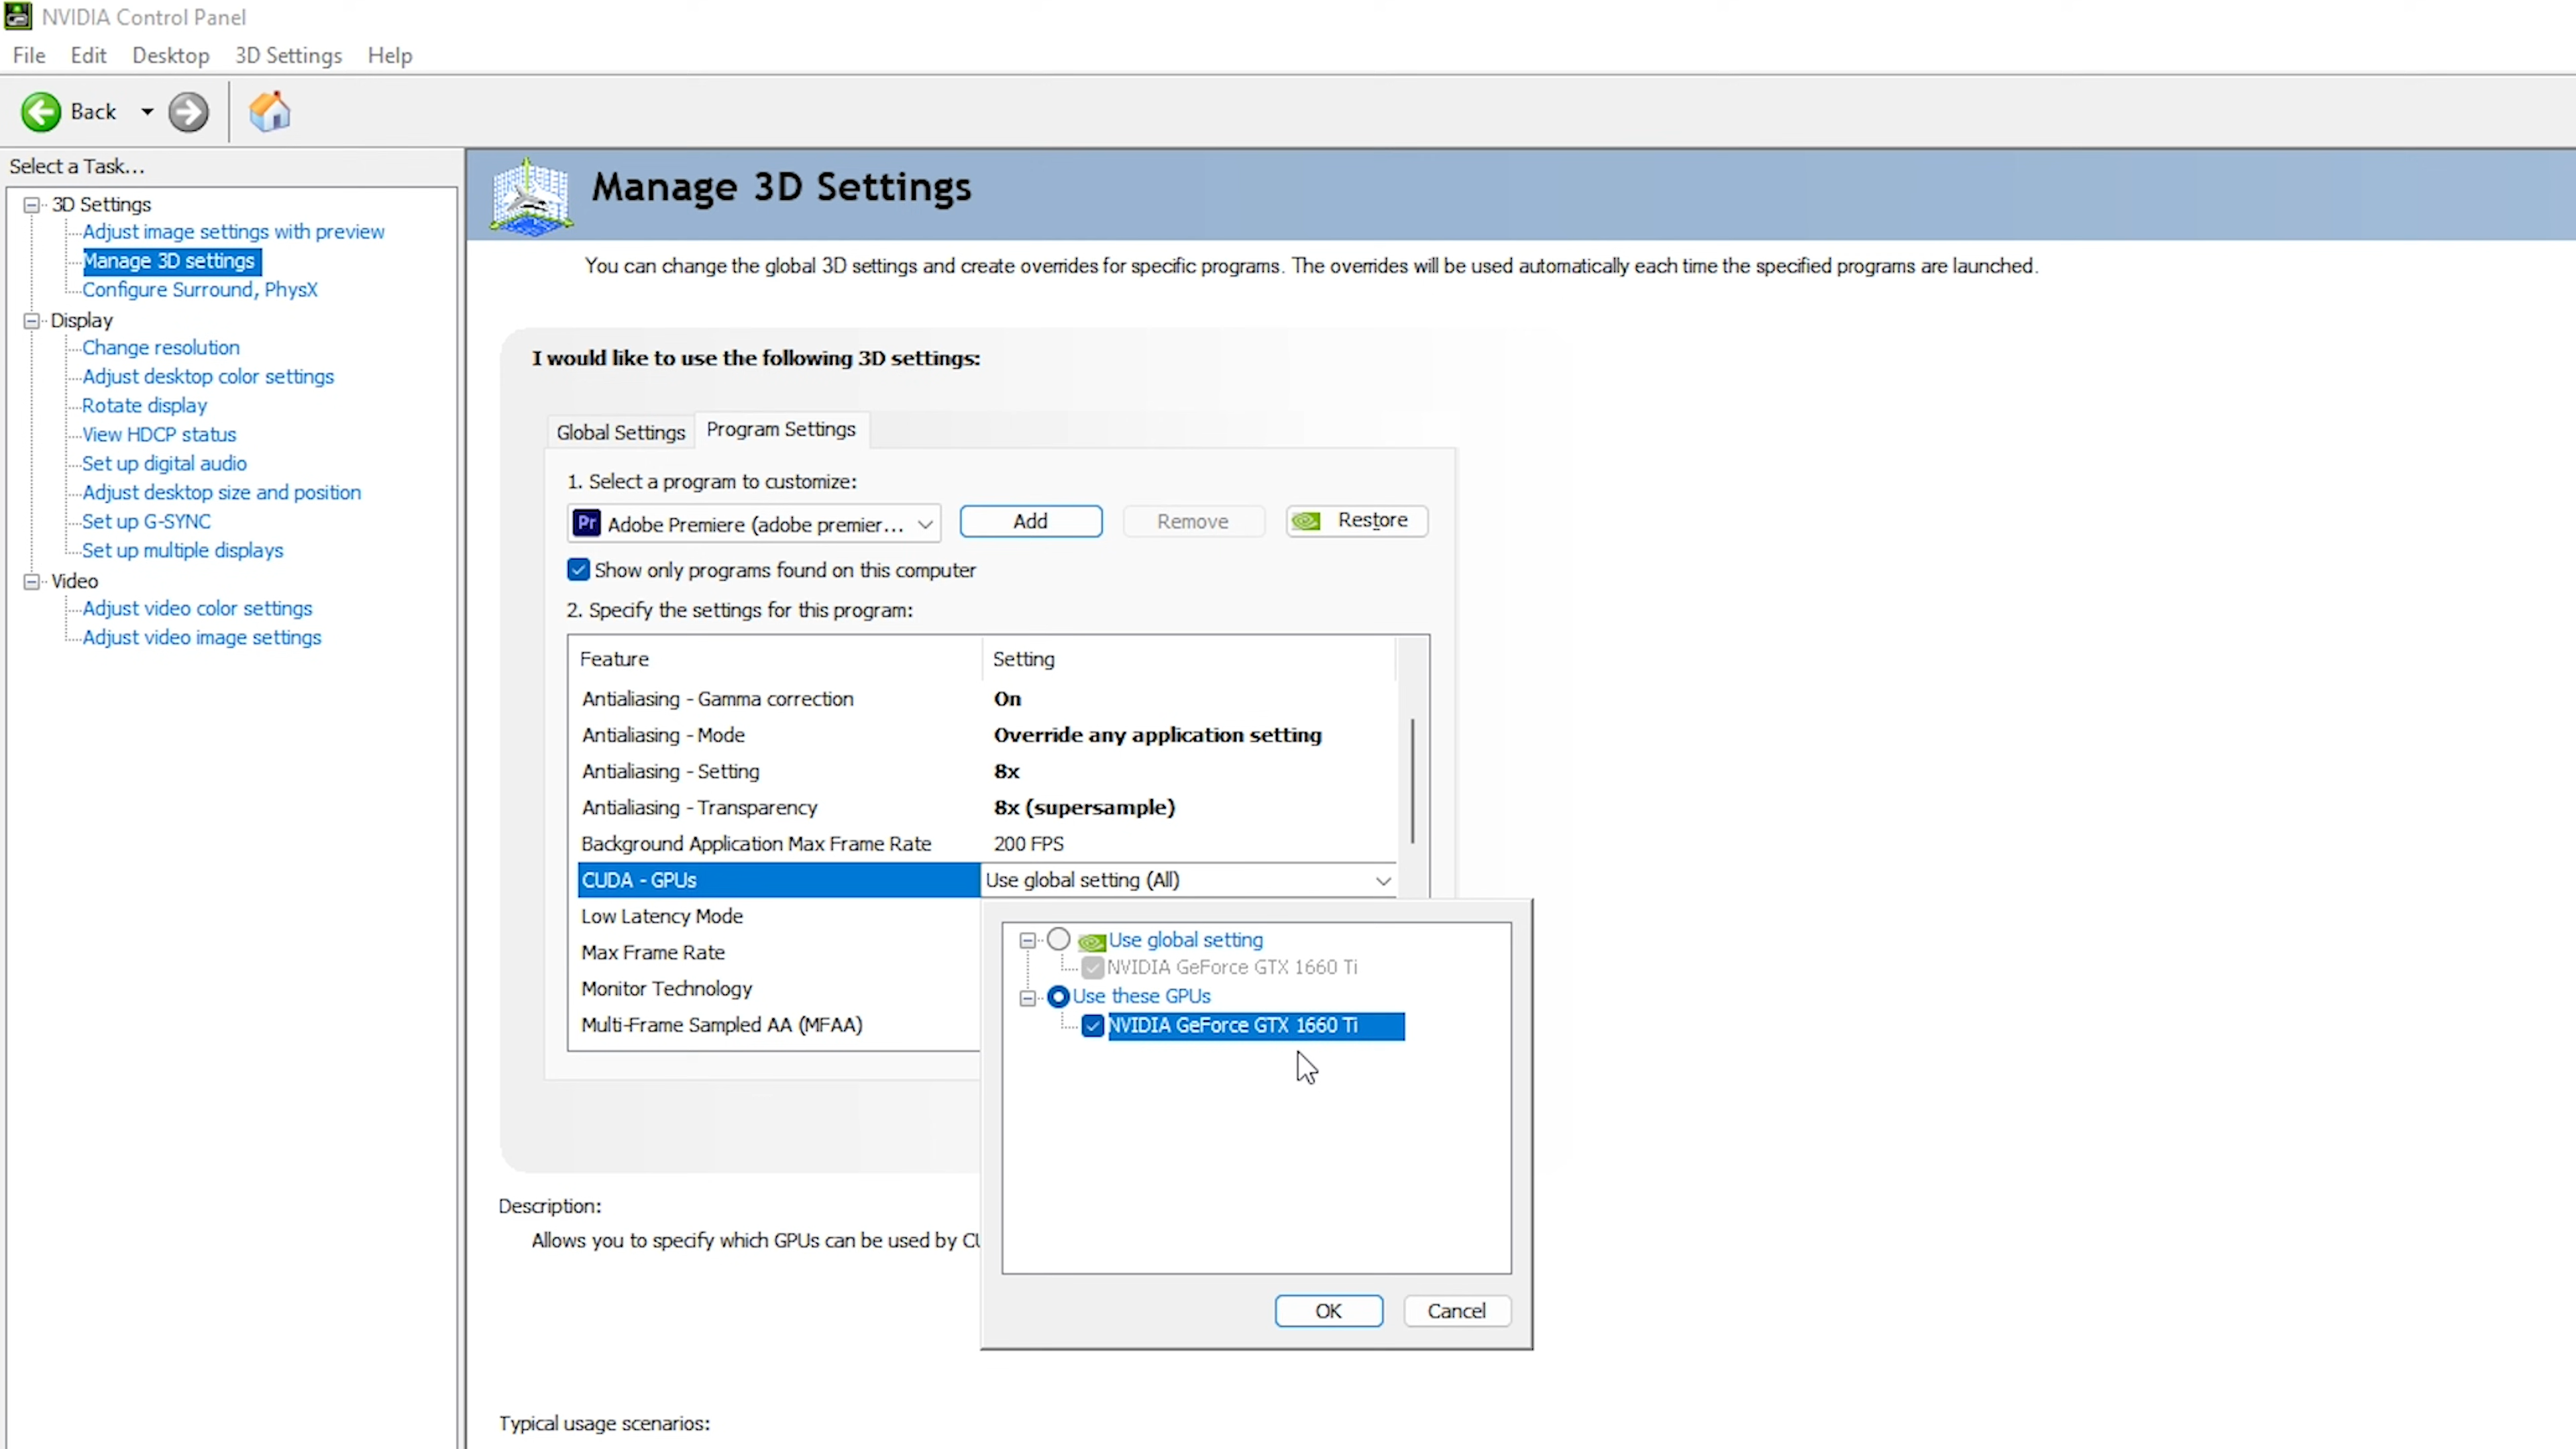 NVIDIA Control Panel
File Edit Desktop 3D Settings Help
Back
Select a Task...
3D Settings
Adjust image settings with preview
Manage 3D settings
Configure Surround, PhysX
Display
Change resolution
Adjust desktop color settings
Rotate display
View HDCP status
Set up digital audio
Adjust desktop size and position
Set up G-SYNC
Set up multiple displays
Video
Adjust video color settings
Adjust video image settings
Manage 3D Settings
You can change the global 3D settings and create overrides for specific programs. The overrides will be used automatically each time the specified programs are launched.
I would like to use the following 3D settings:
Global Settings Program Settings
1. Select a program to customize:
Pr Adobe Premiere (adobe premier... Add Remove Restore
Show only programs found on this computer
2. Specify the settings for this program:
Feature Setting
Antialiasing - Gamma correction On
Antialiasing - Mode Override any application setting
Antialiasing - Setting 8x
Antialiasing - Transparency 8x (supersample)
Background Application Max Frame Rate 200 FPS
CUDA - GPUs Use global setting (All)
Low Latency Mode
Max Frame Rate
Monitor Technology
Multi-Frame Sampled AA (MFAA)
Use global setting
NVIDIA GeForce GTX 1660 Ti
Use these GPUs
NVIDIA GeForce GTX 1660 Ti
OK Cancel
Description:
Allows you to specify which GPUs can be used by CU
Typical usage scenarios: